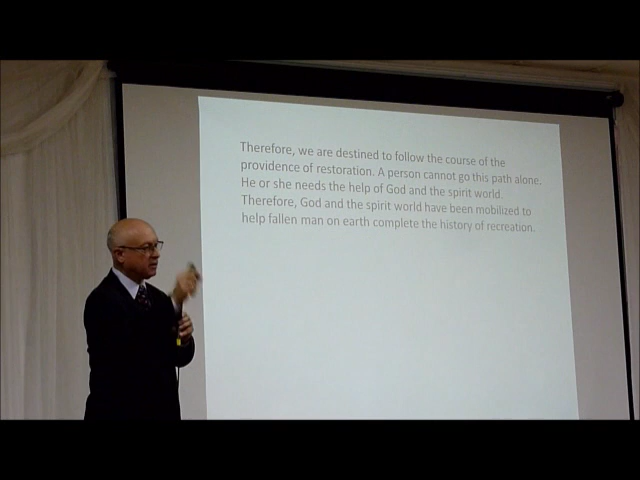 Therefore, we are destined to follow the course of the
providence of restoration. A person cannot go this path alone.
He or she needs the help of God and the spirit world.
Therefore, God and the spirit world have been mobilized to
help fallen man on earth complete the history of recreation.